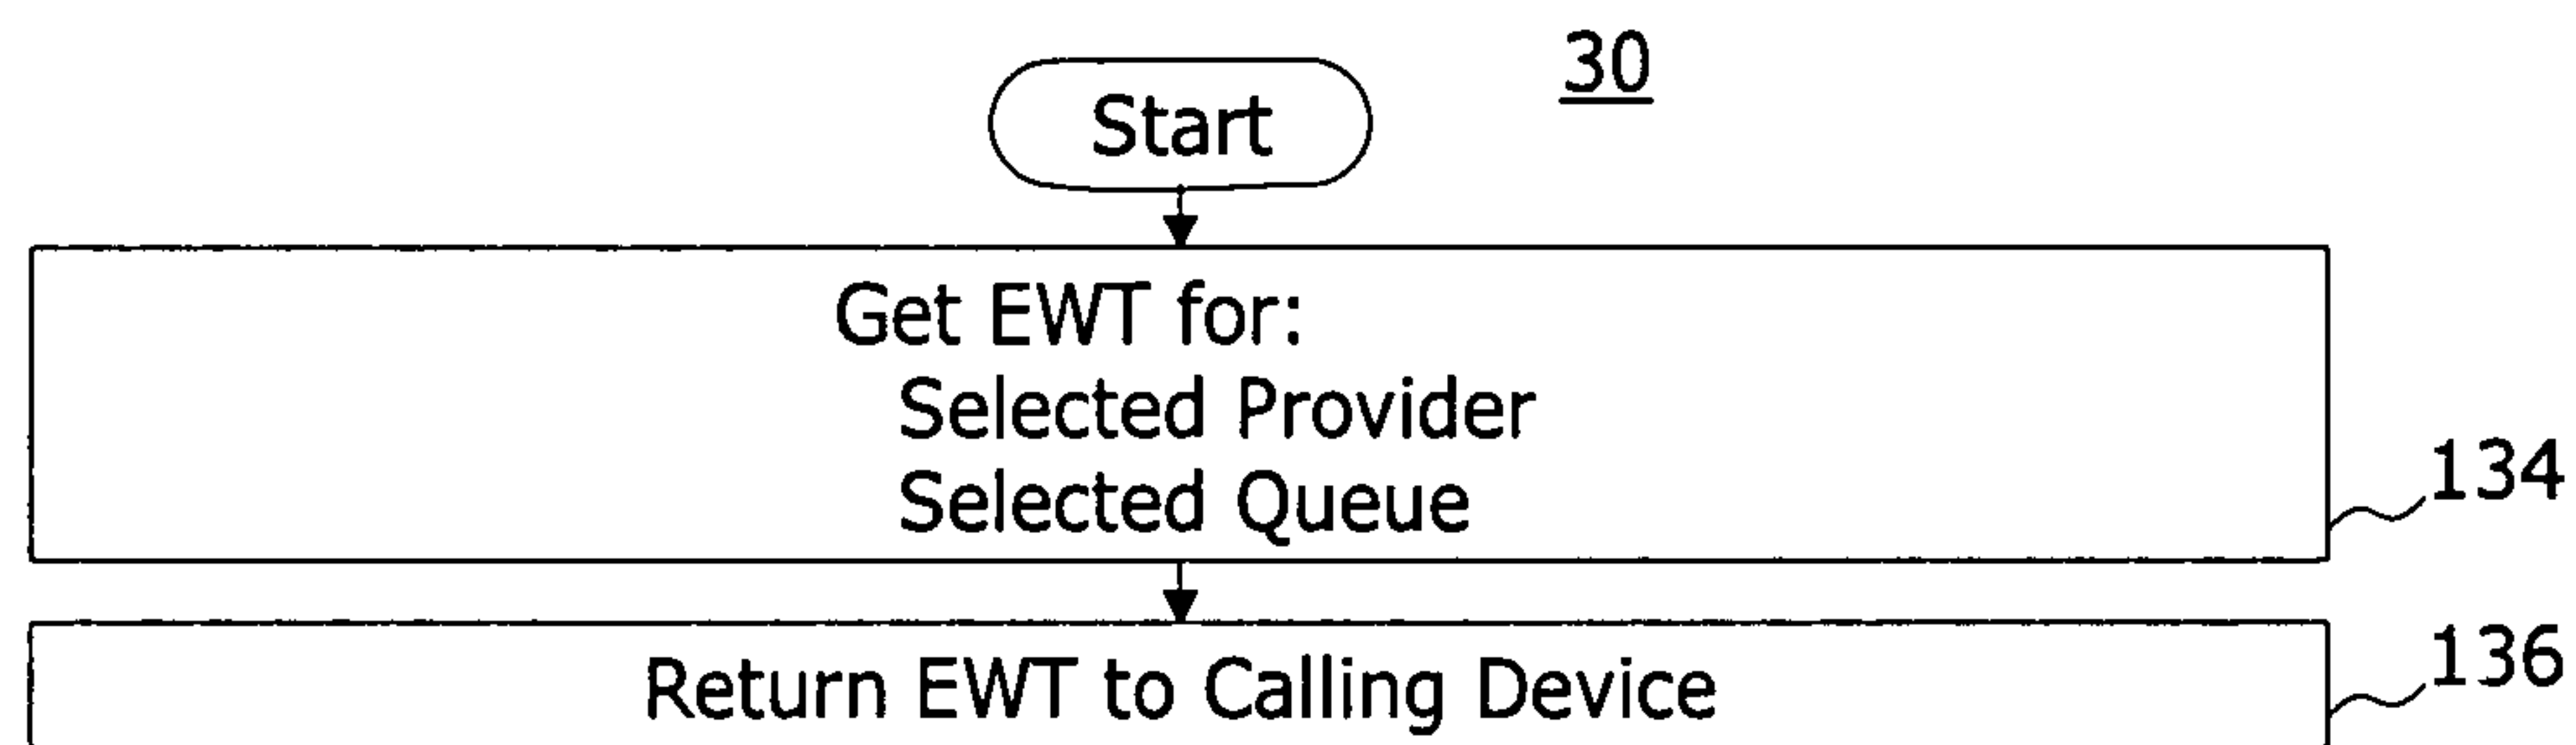 30
Start
Get EWT for:
Selected Provider
Selected Queue
134
Return EWT to Calling Device
136